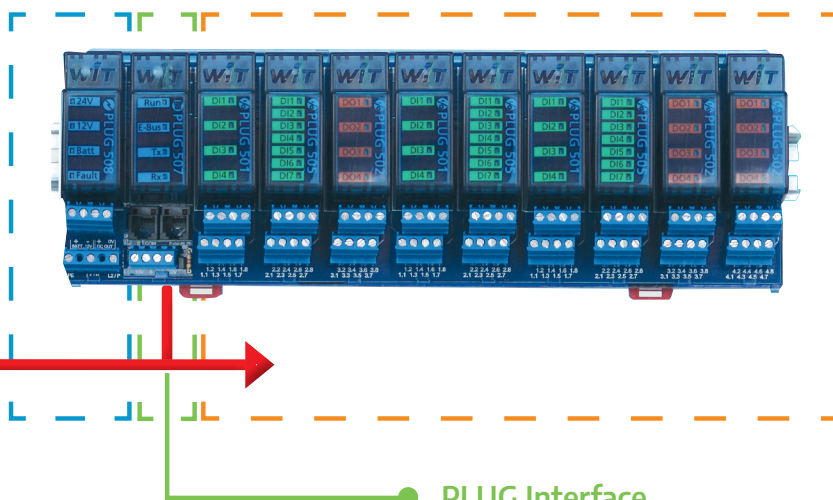 WiT WiT WiT WiT WiT WiT WiT WiT WiT WiT WiT
24V
12V
Batt
Fault
PLUG 508
Run
E-Bus
Tx
Rx
PLUG 507
DI1
DI2
DI3
DI4
PLUG 501
DI1
DI2
DI3
DI4
DI5
DI6
DI7
PLUG 505
DO1
DO2
DO3
DO4
PLUG 502
DI1
DI2
DI3
DI4
PLUG 501
DI1
DI2
DI3
DI4
DI5
DI6
DI7
PLUG 505
DI1
DI2
DI3
DI4
PLUG 501
DI1
DI2
DI3
DI4
DI5
DI6
DI7
PLUG 505
DO1
DO2
DO3
DO4
PLUG 502
DO1
DO2
DO3
DO4
PLUG 502
1.2 1.4 1.6 1.8
1.1 1.3 1.5 1.7
2.2 2.4 2.6 2.8
2.1 2.3 2.5 2.7
3.2 3.4 3.6 3.8
3.1 3.3 3.5 3.7
1.2 1.4 1.6 1.8
1.1 1.3 1.5 1.7
2.2 2.4 2.6 2.8
2.1 2.3 2.5 2.7
1.2 1.4 1.6 1.8
1.1 1.3 1.5 1.7
2.2 2.4 2.6 2.8
2.1 2.3 2.5 2.7
3.2 3.4 3.6 3.8
3.1 3.3 3.5 3.7
4.2 4.4 4.6 4.8
4.1 4.3 4.5 4.7
PLUG Interface